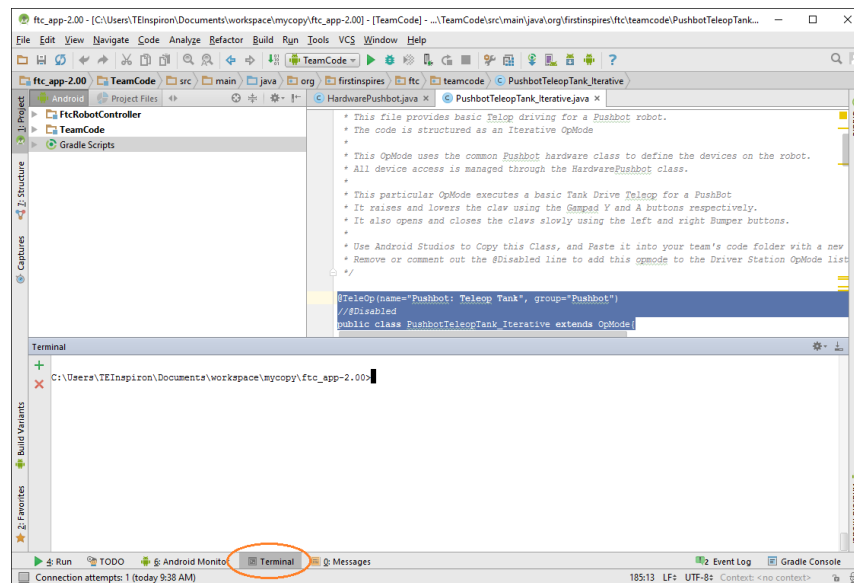 ftc_app-2.00 - [C:\Users\TEInspiron\Documents\workspace\mycopy\ftc_app-2.00] - [TeamCode] - ...\TeamCode\src\main\java\org\firstinspires\ftc\teamcode\PushbotTeleopTank...
File Edit View Navigate Code Analyze Refactor Build Run Tools VCS Window Help
TeamCode
ftc_app-2.00 TeamCode src main java org firstinspires ftc teamcode PushbotTeleopTank_Iterative
1: Project
Android Project Files
HardwarePushbot.java × PushbotTeleopTank_Iterative.java ×
FtcRobotController
TeamCode
Gradle Scripts
* This file provides basic Telop driving for a Pushbot robot.
* The code is structured as an Iterative OpMode
*
* This OpMode uses the common Pushbot hardware class to define the devices on the robot.
* All device access is managed through the HardwarePushbot class.
*
* This particular OpMode executes a basic Tank Drive Teleop for a PushBot
* It raises and lowers the claw using the Gampad Y and A buttons respectively.
* It also opens and closes the claws slowly using the left and right Bumper buttons.
*
* Use Android Studios to Copy this Class, and Paste it into your team's code folder with a new
* Remove or comment out the @Disabled line to add this opmode to the Driver Station OpMode list
*/
@TeleOp(name="Pushbot: Teleop Tank", group="Pushbot")
//@Disabled
public class PushbotTeleopTank_Iterative extends OpMode{
7: Structure
Captures
Terminal
C:\Users\TEInspiron\Documents\workspace\mycopy\ftc_app-2.00>
Build Variants
2: Favorites
4: Run TODO 6: Android Monitor Terminal 0: Messages 2 Event Log Gradle Console
Connection attempts: 1 (today 9:38 AM) 185:13 LF÷ UTF-8÷ Context: <no context>